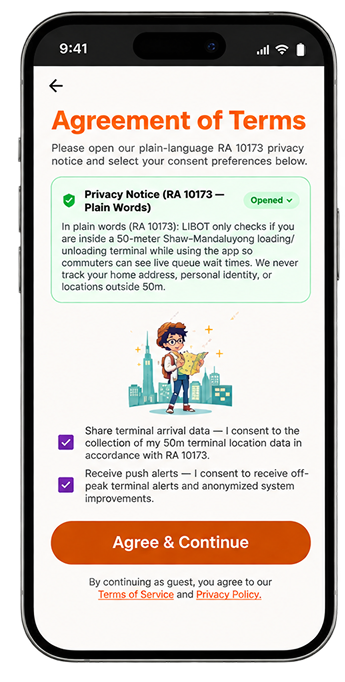 9:41
Agreement of Terms
Please open our plain-language RA 10173 privacy
notice and select your consent preferences below.
Privacy Notice (RA 10173 —
Plain Words)
Opened
In plain words (RA 10173): LIBOT only checks if you
are inside a 50-meter Shaw–Mandaluyong loading/
unloading terminal while using the app so
commuters can see live queue wait times. We never
track your home address, personal identity, or
locations outside 50m.
Share terminal arrival data — I consent to the
collection of my 50m terminal location data in
accordance with RA 10173.
Receive push alerts — I consent to receive off-
peak terminal alerts and anonymized system
improvements.
Agree & Continue
By continuing as guest, you agree to our
Terms of Service and Privacy Policy.